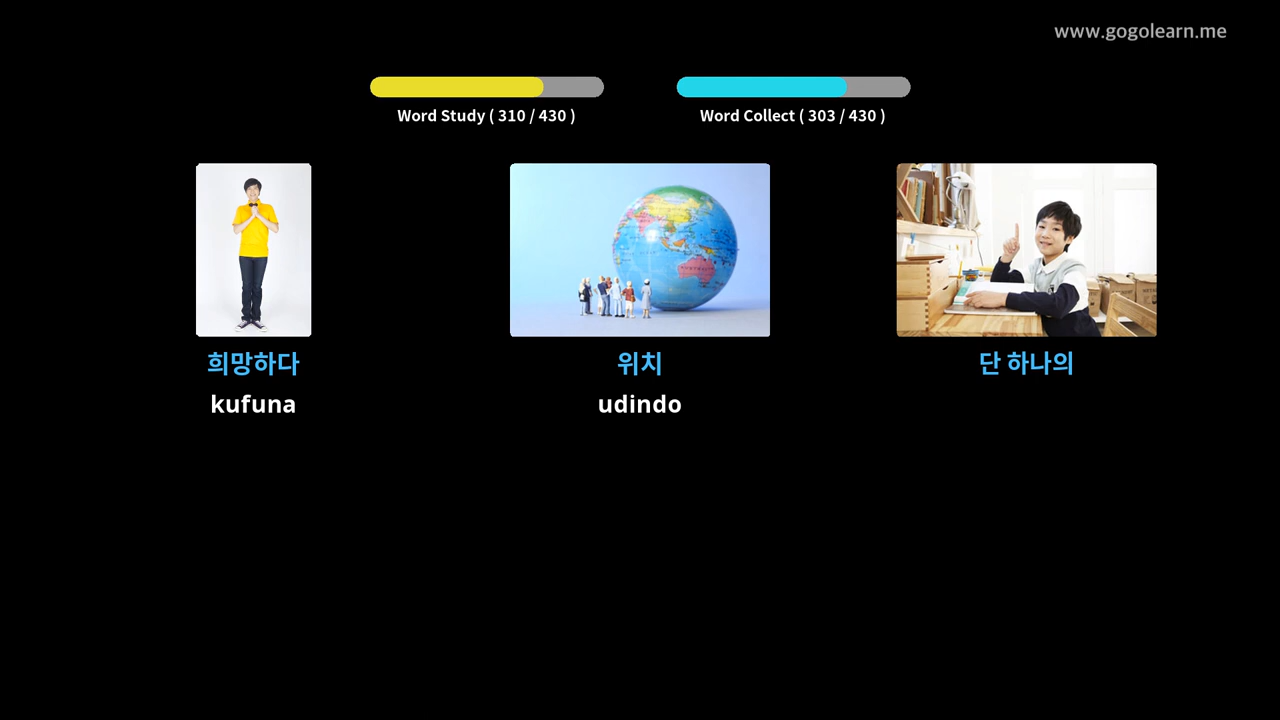 www.gogolearn.me
Word Study ( 310 / 430 )
Word Collect ( 303 / 430 )
희망하다
kufuna
위치
udindo
단 하나의